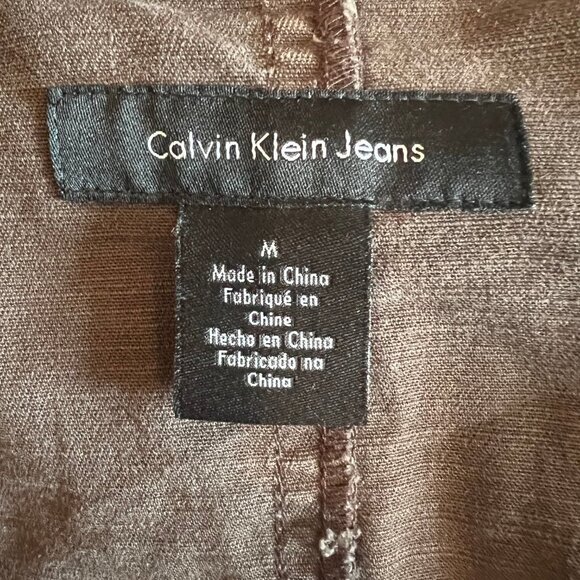 Calvin Klein Jeans
M
Made in China
Fabriqué en
Chine
Hecho en China
Fabricado na
China